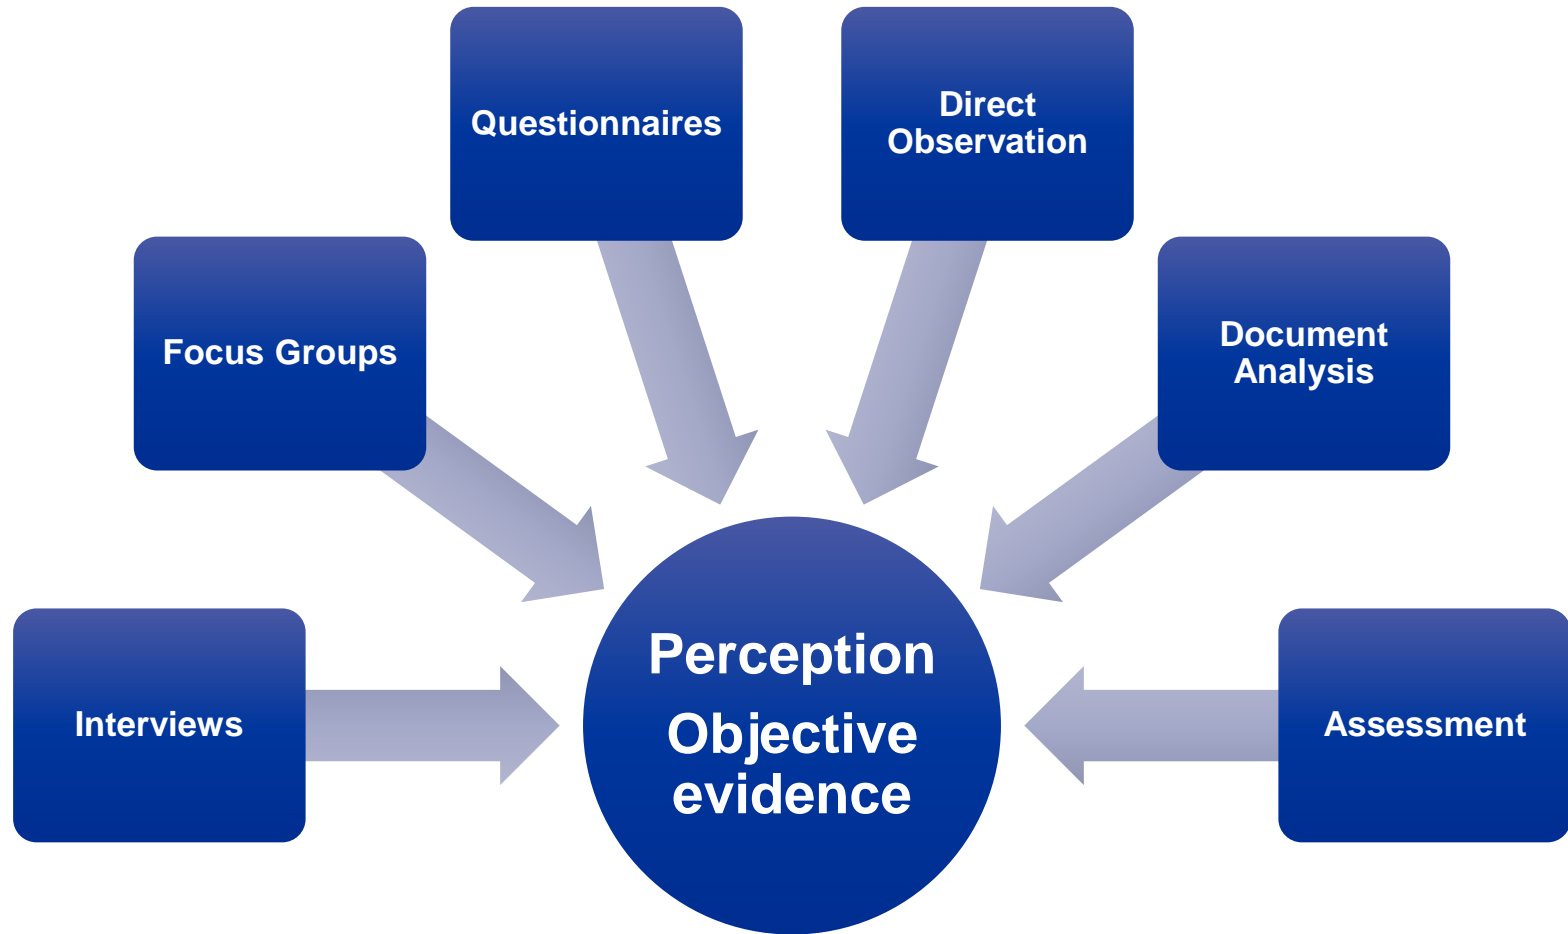 Questionnaires
Direct
Observation
Focus Groups
Document
Analysis
Interviews
Perception
Objective
evidence
Assessment